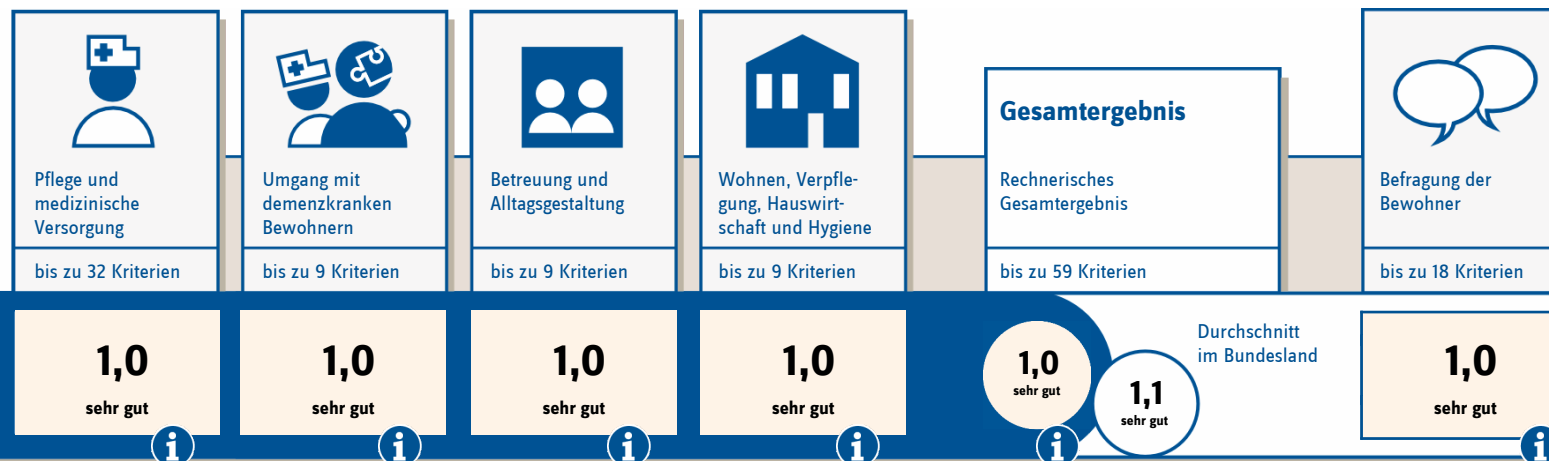 Pflege und
medizinische
Versorgung
bis zu 32 Kriterien
1,0
sehr gut
i
Umgang mit
demenzkranken
Bewohnern
bis zu 9 Kriterien
1,0
sehr gut
i
Betreuung und
Alltagsgestaltung
bis zu 9 Kriterien
1,0
sehr gut
i
Wohnen, Verpfle-
gung, Hauswirt-
schaft und Hygiene
bis zu 9 Kriterien
1,0
sehr gut
i
Gesamtergebnis
Rechnerisches
Gesamtergebnis
bis zu 59 Kriterien
1,0
sehr gut
i
Durchschnitt
im Bundesland
1,1
sehr gut
Befragung der
Bewohner
bis zu 18 Kriterien
1,0
sehr gut
i